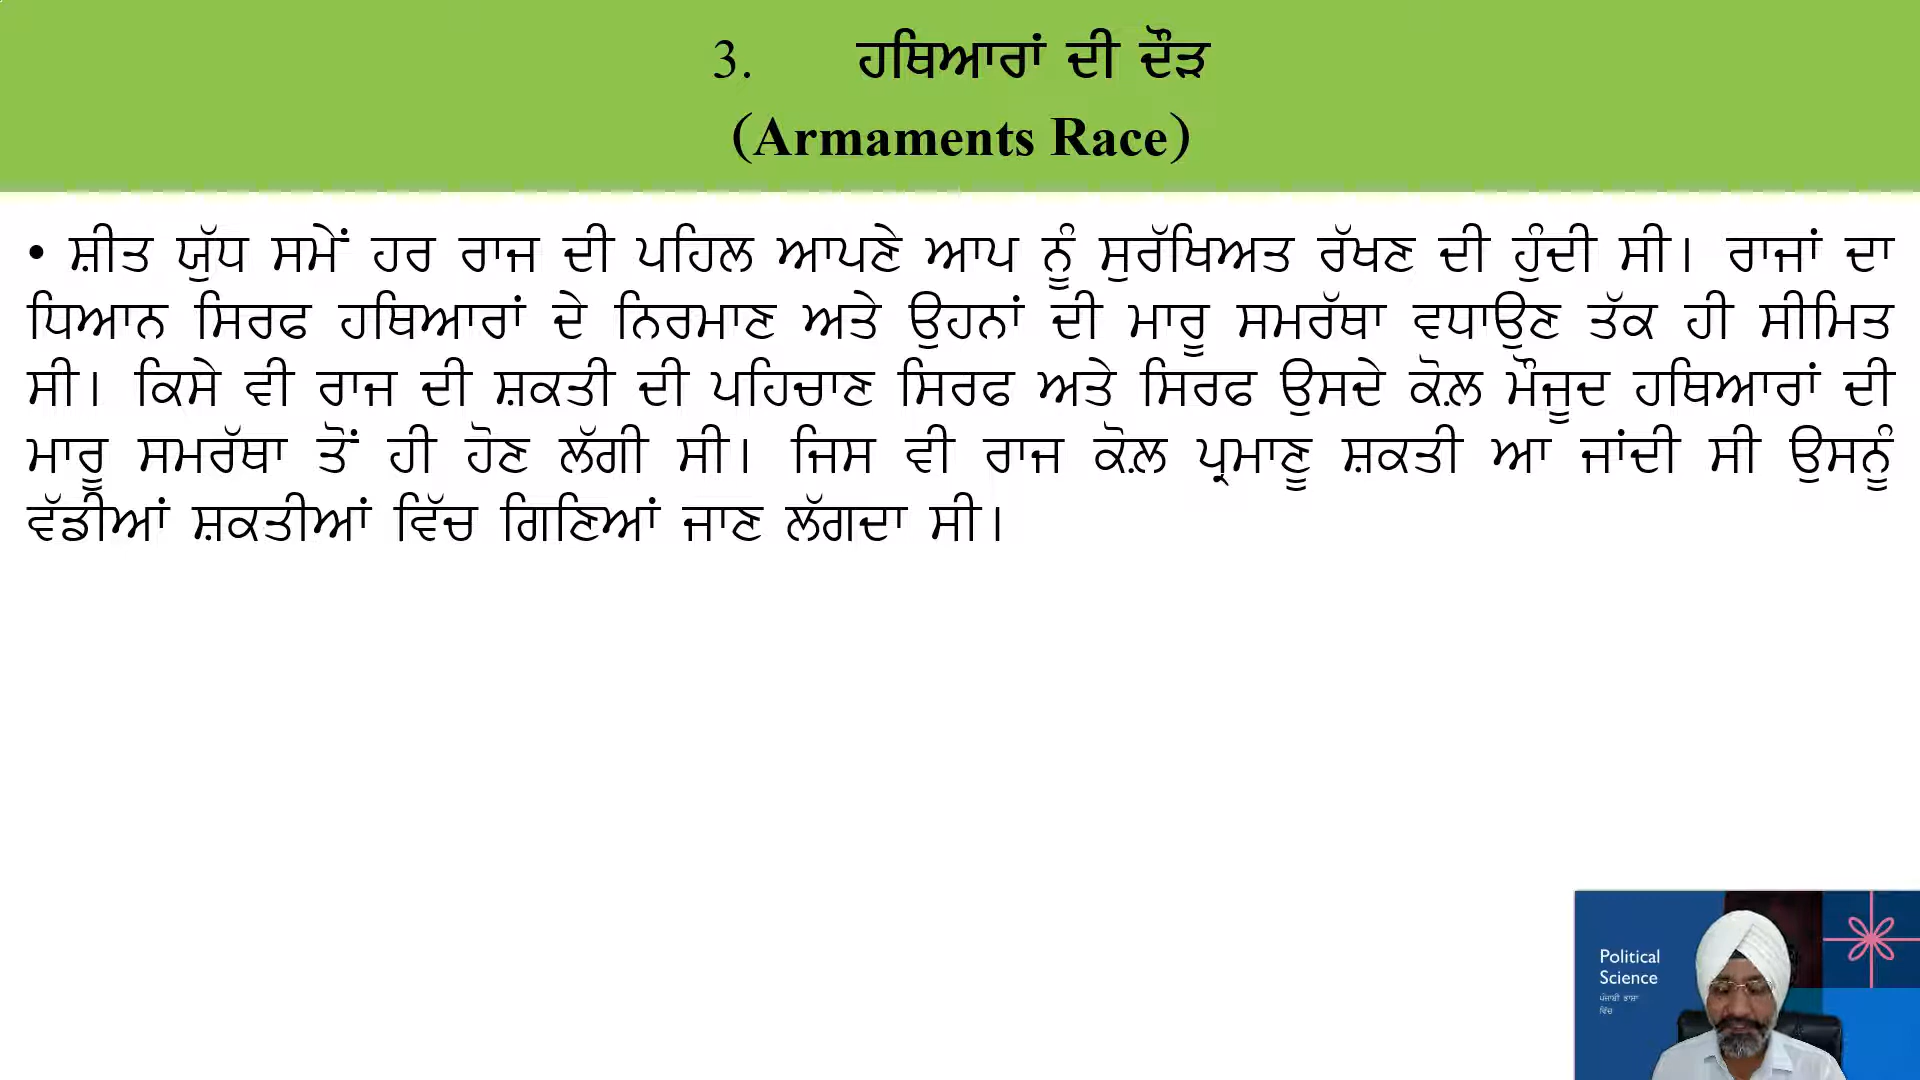 3. ਹਥਿਆਰਾਂ ਦੀ ਦੌੜ
(Armaments Race)
• ਸ਼ੀਤ ਯੁੱਧ ਸਮੇਂ ਹਰ ਰਾਜ ਦੀ ਪਹਿਲ ਆਪਣੇ ਆਪ ਨੂੰ ਸੁਰੱਖਿਅਤ ਰੱਖਣ ਦੀ ਹੁੰਦੀ ਸੀ। ਰਾਜਾਂ ਦਾ
ਧਿਆਨ ਸਿਰਫ ਹਥਿਆਰਾਂ ਦੇ ਨਿਰਮਾਣ ਅਤੇ ਉਹਨਾਂ ਦੀ ਮਾਰੂ ਸਮਰੱਥਾ ਵਧਾਉਣ ਤੱਕ ਹੀ ਸੀਮਿਤ
ਸੀ। ਕਿਸੇ ਵੀ ਰਾਜ ਦੀ ਸ਼ਕਤੀ ਦੀ ਪਹਿਚਾਣ ਸਿਰਫ ਅਤੇ ਸਿਰਫ ਉਸਦੇ ਕੋਲ਼ ਮੌਜੂਦ ਹਥਿਆਰਾਂ ਦੀ
ਮਾਰੂ ਸਮਰੱਥਾ ਤੋਂ ਹੀ ਹੋਣ ਲੱਗੀ ਸੀ। ਜਿਸ ਵੀ ਰਾਜ ਕੋਲ਼ ਪ੍ਰਮਾਣੂ ਸ਼ਕਤੀ ਆ ਜਾਂਦੀ ਸੀ ਉਸਨੂੰ
ਵੱਡੀਆਂ ਸ਼ਕਤੀਆਂ ਵਿੱਚ ਗਿਣਿਆਂ ਜਾਣ ਲੱਗਦਾ ਸੀ।
Political
Science
ਪੰਜਾਬੀ ਭਾਸ਼ਾ
ਵਿੱਚ